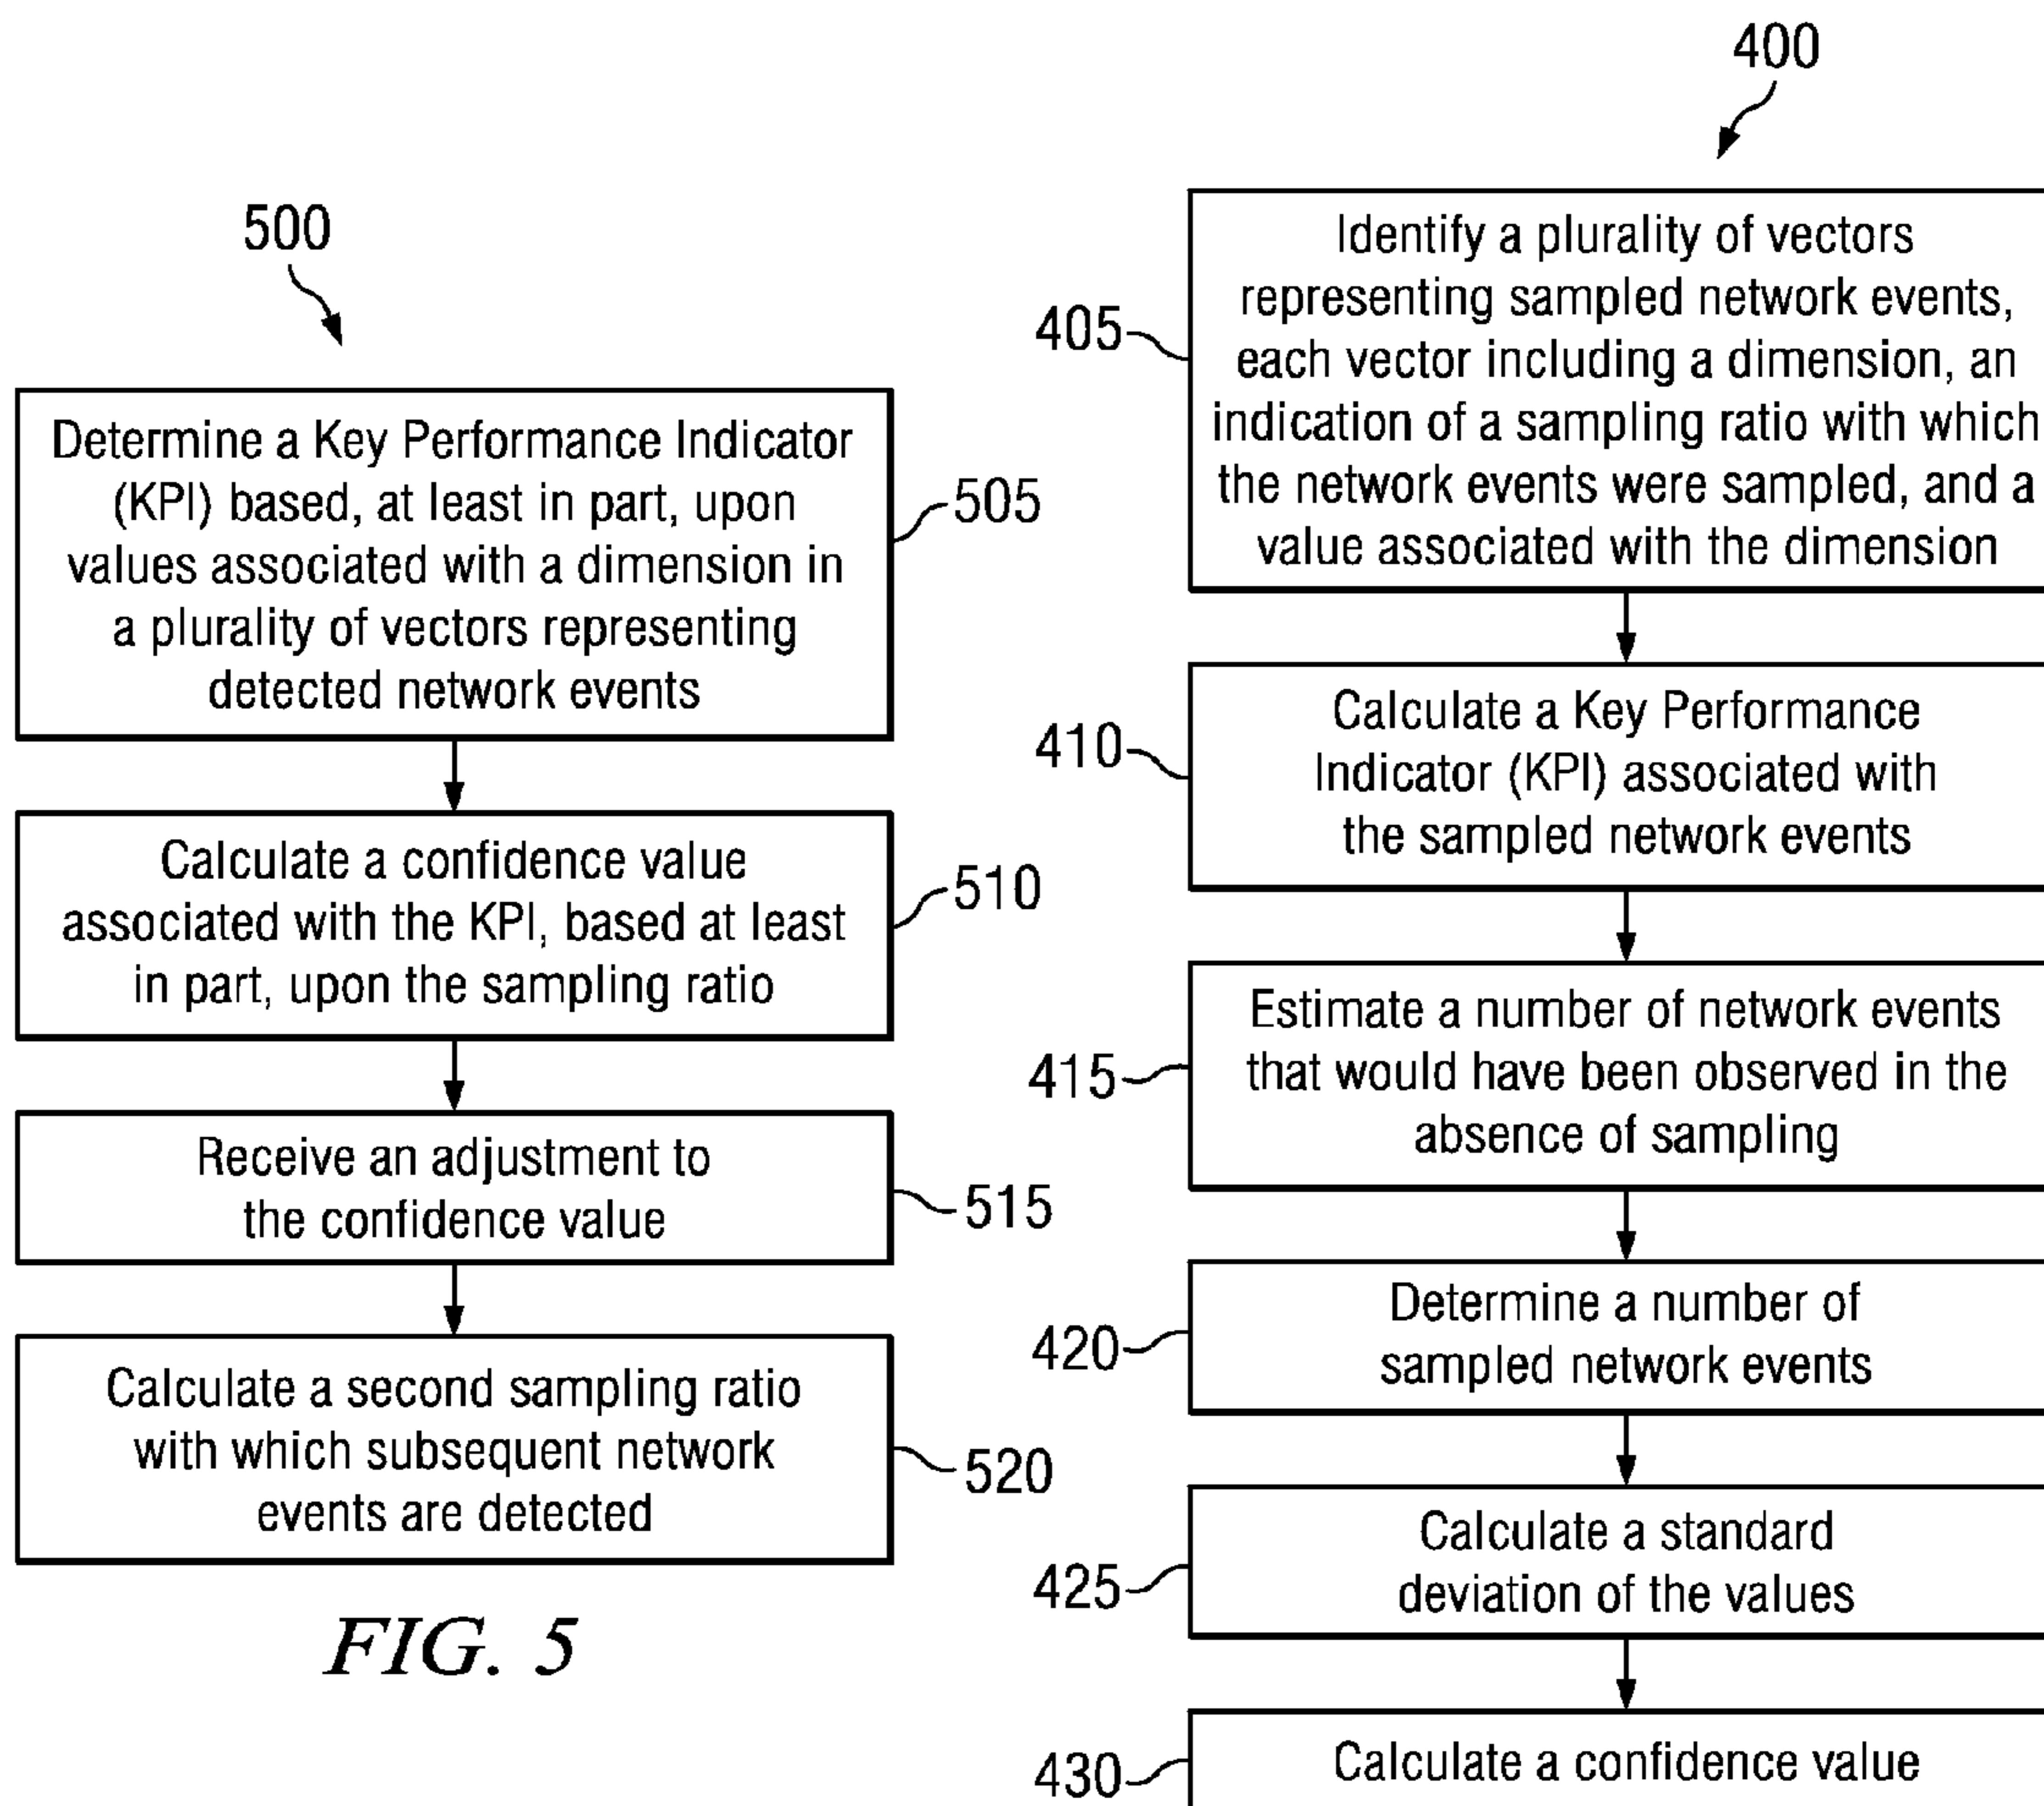 500
Determine a Key Performance Indicator
(KPI) based, at least in part, upon
values associated with a dimension in
a plurality of vectors representing
detected network events
505
Calculate a confidence value
associated with the KPI, based at least
in part, upon the sampling ratio
510
Receive an adjustment to
the confidence value
515
Calculate a second sampling ratio
with which subsequent network
events are detected
520
FIG. 5
400
405
Identify a plurality of vectors
representing sampled network events,
each vector including a dimension, an
indication of a sampling ratio with which
the network events were sampled, and a
value associated with the dimension
410
Calculate a Key Performance
Indicator (KPI) associated with
the sampled network events
415
Estimate a number of network events
that would have been observed in the
absence of sampling
420
Determine a number of
sampled network events
425
Calculate a standard
deviation of the values
430
Calculate a confidence value